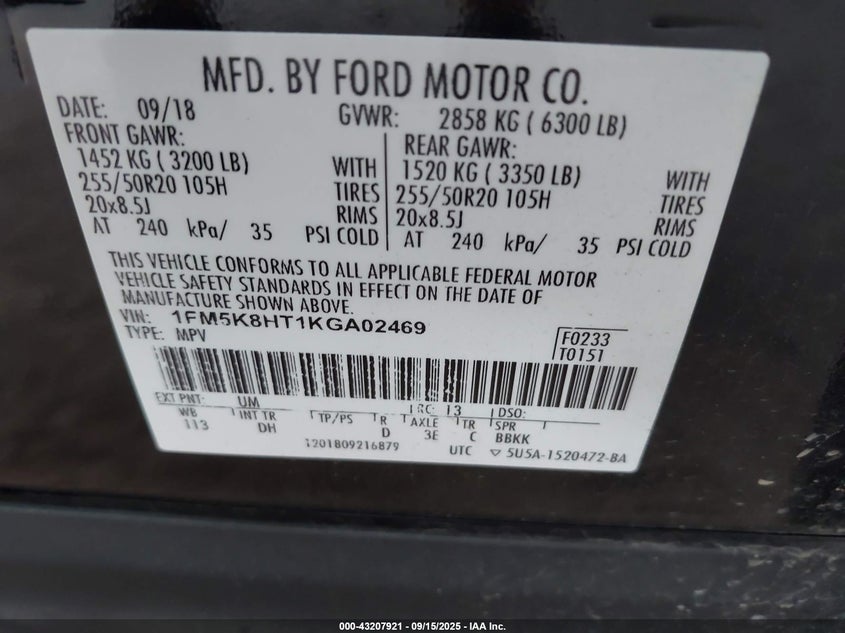 MFD. BY FORD MOTOR CO.
DATE: 09/18 GVWR: 2858 KG ( 6300 LB)
FRONT GAWR: REAR GAWR:
1452 KG ( 3200 LB) WITH 1520 KG ( 3350 LB) WITH
255/50R20 105H TIRES 255/50R20 105H TIRES
20x8.5J RIMS 20x8.5J RIMS
AT 240 kPa/ 35 PSI COLD AT 240 kPa/ 35 PSI COLD
THIS VEHICLE CONFORMS TO ALL APPLICABLE FEDERAL MOTOR
VEHICLE SAFETY STANDARDS IN EFFECT ON THE DATE OF
MANUFACTURE SHOWN ABOVE.
VIN: 1FM5K8HT1KGA02469
TYPE: MPV F0233
T0151
EXT PNT: UM RC: 13 DSO:
WB INT TR TP/PS R AXLE TR SPR
113 DH D 3E C BBKK
1201809216879 UTC ▽ 5U5A-1520472-BA
000-43207921 - 09/15/2025 - IAA Inc.